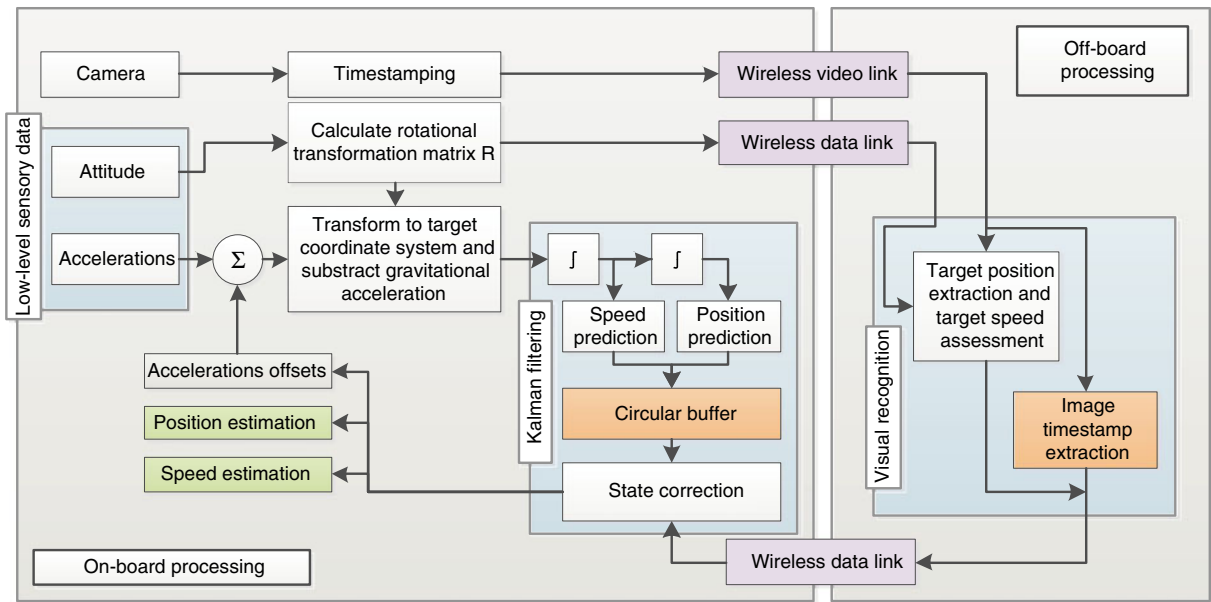 Camera
Timestamping
Wireless video link
Off-board
processing
Low-level sensory data
Attitude
Calculate rotational
transformation matrix R
Wireless data link
Accelerations
Σ
Transform to target
coordinate system and
substract gravitational
acceleration
Kalman filtering
∫
∫
Speed
prediction
Position
prediction
Visual recognition
Target position
extraction and
target speed
assessment
Accelerations offsets
Position estimation
Speed estimation
Circular buffer
Image
timestamp
extraction
State correction
On-board processing
Wireless data link